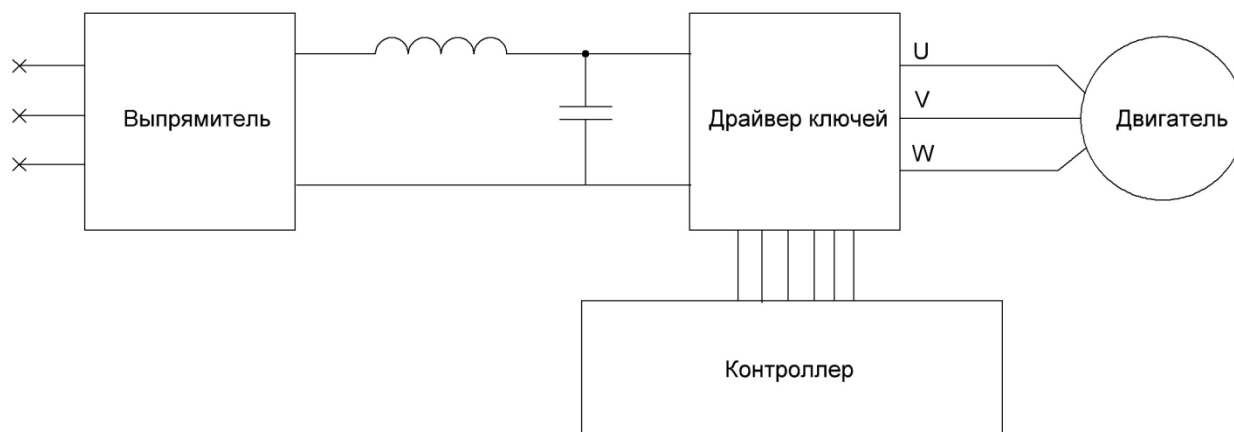 Выпрямитель
Драйвер ключей
U
V
W
Двигатель
Контроллер